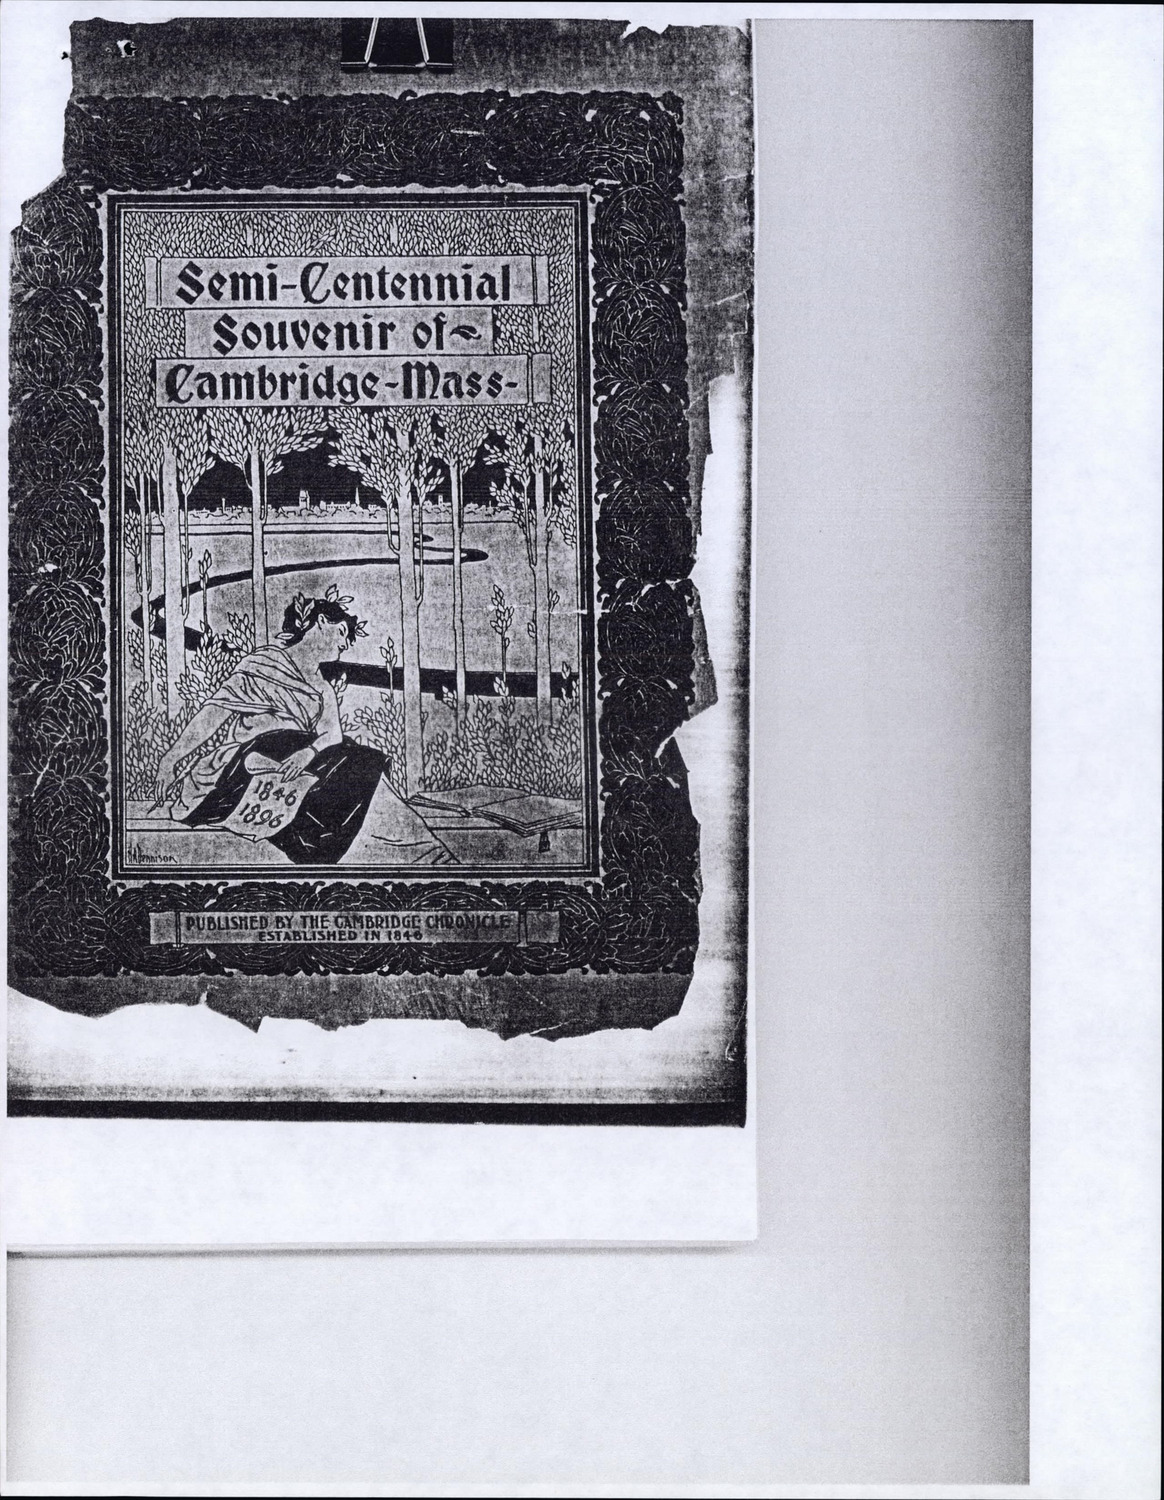 Semi-Centennial
Souvenir of
Cambridge-Mass-
1846
1896
PUBLISHED BY THE CAMBRIDGE CHRONICLE
ESTABLISHED IN 1846